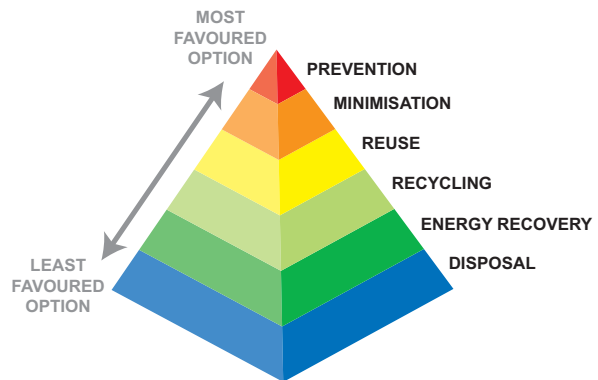 MOST
FAVOURED
OPTION
PREVENTION
MINIMISATION
REUSE
RECYCLING
ENERGY RECOVERY
DISPOSAL
LEAST
FAVOURED
OPTION